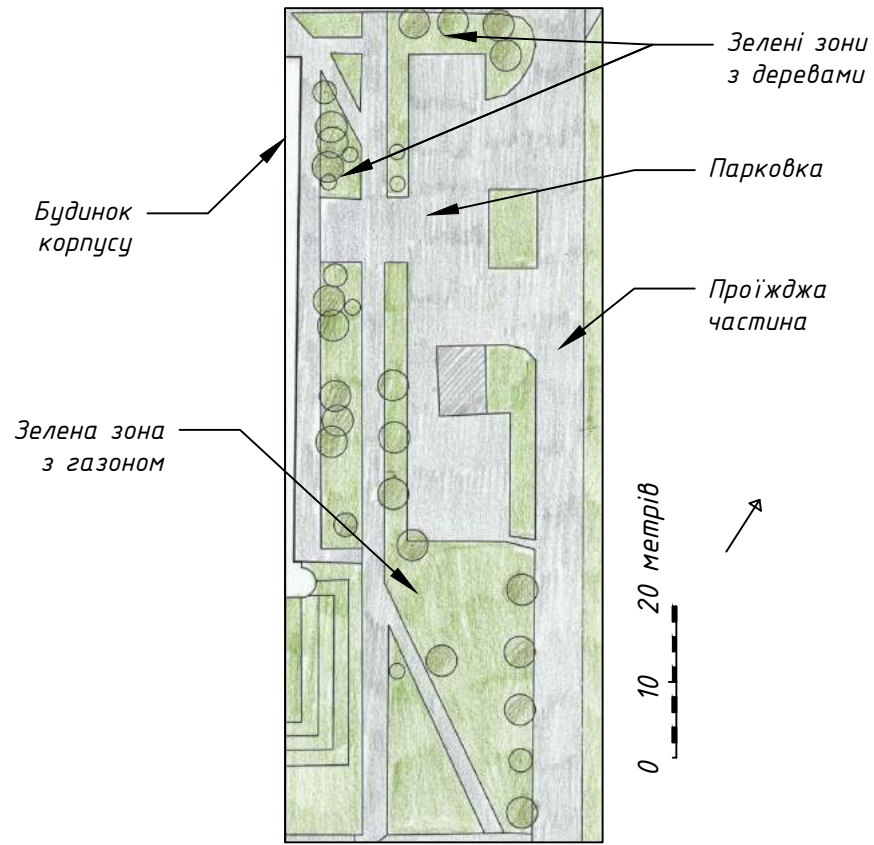 Зелені зони
з деревами
Парковка
Будинок
корпусу
Проїжджа
частина
Зелена зона
з газоном
0 10 20 метрів